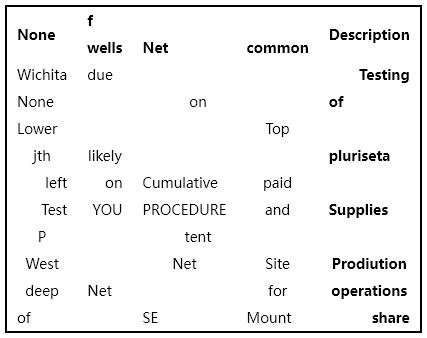 None f wells Net common Description
Wichita due Testing
None on of
Lower Top
jth likely pluriseta
left on Cumulative paid
Test YOU PROCEDURE and Supplies
P tent
West Net Site Prodiution
deep Net for operations
of SE Mount share